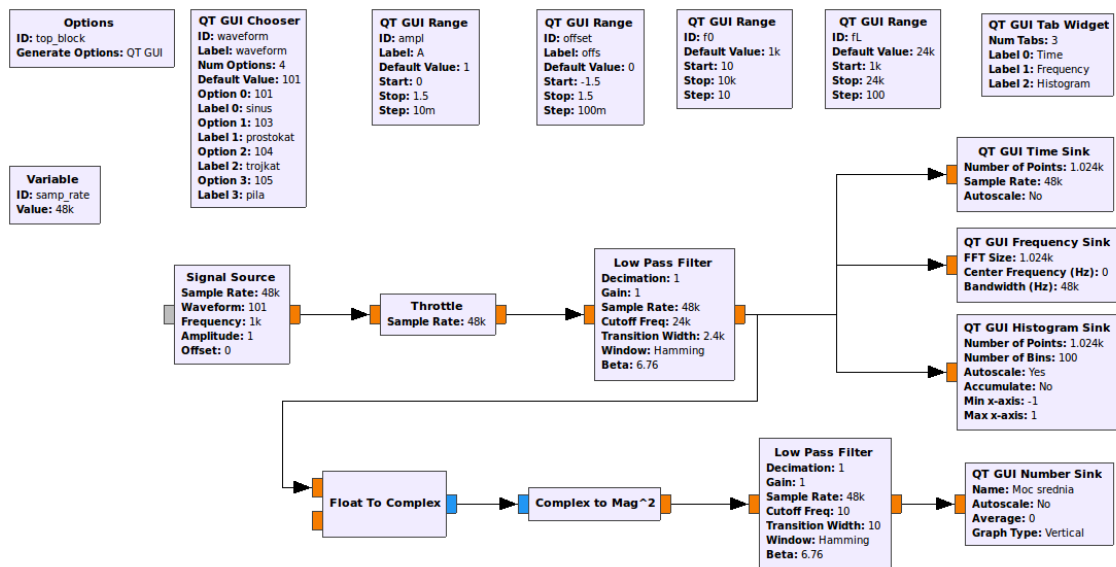 Options
ID: top_block
Generate Options: QT GUI
QT GUI Chooser
ID: waveform
Label: waveform
Num Options: 4
Default Value: 101
Option 0: 101
Label 0: sinus
Option 1: 103
Label 1: prostokat
Option 2: 104
Label 2: trojkat
Option 3: 105
Label 3: pila
QT GUI Range
ID: ampl
Label: A
Default Value: 1
Start: 0
Stop: 1.5
Step: 10m
QT GUI Range
ID: offset
Label: offs
Default Value: 0
Start: -1.5
Stop: 1.5
Step: 100m
QT GUI Range
ID: f0
Default Value: 1k
Start: 10
Stop: 10k
Step: 10
QT GUI Range
ID: fL
Default Value: 24k
Start: 1k
Stop: 24k
Step: 100
QT GUI Tab Widget
Num Tabs: 3
Label 0: Time
Label 1: Frequency
Label 2: Histogram
Variable
ID: samp_rate
Value: 48k
QT GUI Time Sink
Number of Points: 1.024k
Sample Rate: 48k
Autoscale: No
Signal Source
Sample Rate: 48k
Waveform: 101
Frequency: 1k
Amplitude: 1
Offset: 0
Throttle
Sample Rate: 48k
Low Pass Filter
Decimation: 1
Gain: 1
Sample Rate: 48k
Cutoff Freq: 24k
Transition Width: 2.4k
Window: Hamming
Beta: 6.76
QT GUI Frequency Sink
FFT Size: 1.024k
Center Frequency (Hz): 0
Bandwidth (Hz): 48k
QT GUI Histogram Sink
Number of Points: 1.024k
Number of Bins: 100
Autoscale: Yes
Accumulate: No
Min x-axis: -1
Max x-axis: 1
Float To Complex
Complex to Mag^2
Low Pass Filter
Decimation: 1
Gain: 1
Sample Rate: 48k
Cutoff Freq: 10
Transition Width: 10
Window: Hamming
Beta: 6.76
QT GUI Number Sink
Name: Moc srednia
Autoscale: No
Average: 0
Graph Type: Vertical